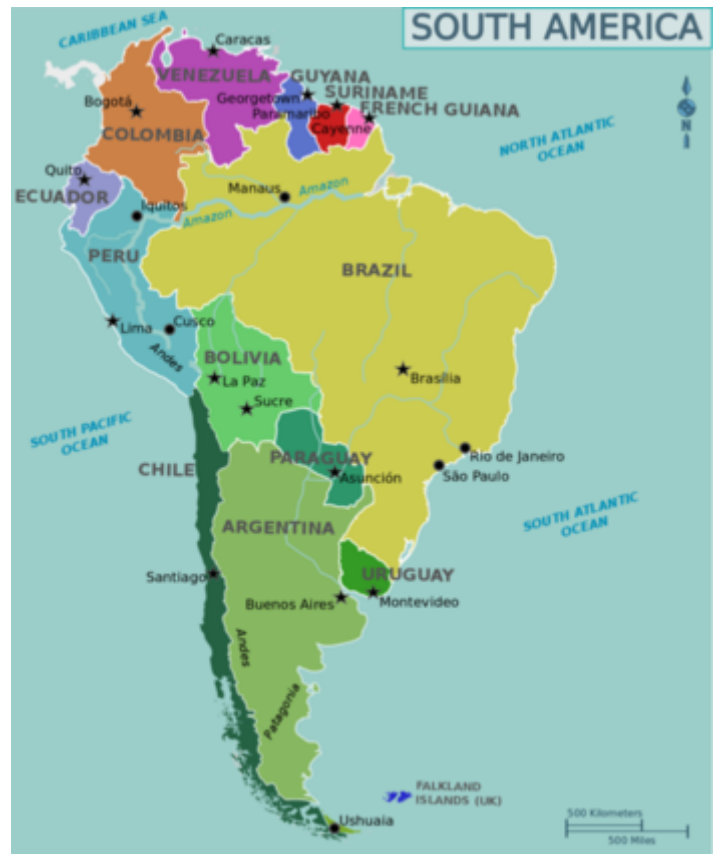 SOUTH AMERICA
CARIBBEAN SEA
Caracas
VENEZUELA
GUYANA
Georgetown
SURINAME
Bogotá
Paramaribo
FRENCH GUIANA
Cayenne
COLOMBIA
NORTH ATLANTIC
OCEAN
N
Quito
ECUADOR
Manaus
Amazon
Iquitos
Amazon
PERU
BRAZIL
Lima
Cusco
Andes
BOLIVIA
La Paz
Brasília
Sucre
SOUTH PACIFIC
OCEAN
CHILE
PARAGUAY
Asunción
Rio de Janeiro
São Paulo
SOUTH ATLANTIC
OCEAN
ARGENTINA
Santiago
URUGUAY
Buenos Aires
Montevideo
Andes
Patagonia
FALKLAND
ISLANDS (UK)
Ushuaia
500 Kilometers
500 Miles